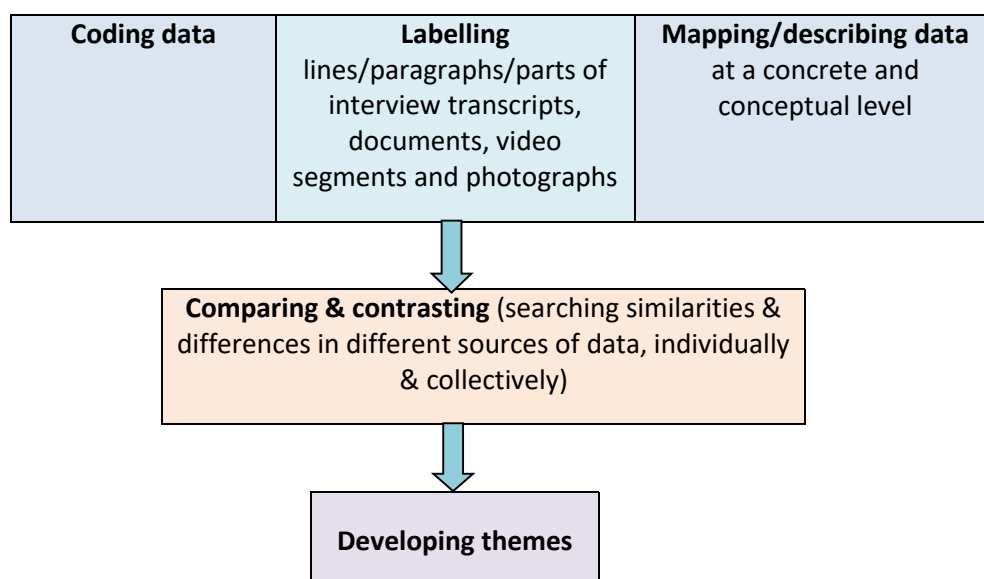 Coding data
Labelling
lines/paragraphs/parts of
interview transcripts,
documents, video
segments and photographs
Mapping/describing data
at a concrete and
conceptual level
Comparing & contrasting (searching similarities &
differences in different sources of data, individually
& collectively)
Developing themes